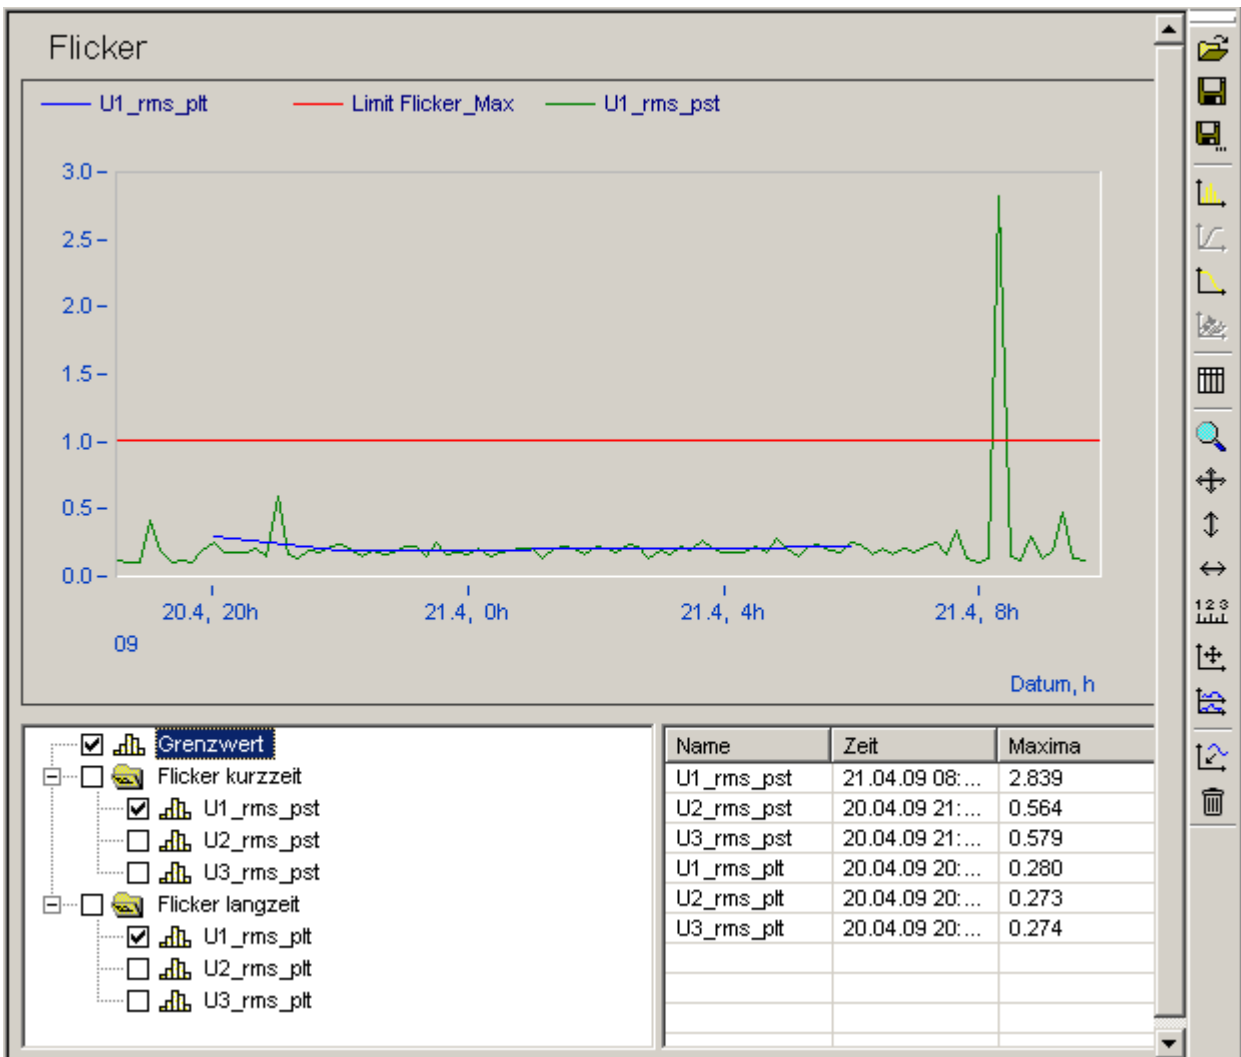 Flicker
U1_rms_plt Limit Flicker_Max U1_rms_pst
3.0
2.5
2.0
1.5
1.0
0.5
0.0
20.4, 20h 21.4, 0h 21.4, 4h 21.4, 8h
09
Datum, h
Grenzwert
Flicker kurzzeit
U1_rms_pst
U2_rms_pst
U3_rms_pst
Flicker langzeit
U1_rms_plt
U2_rms_plt
U3_rms_plt
Name Zeit Maxima
U1_rms_pst 21.04.09 08:... 2.839
U2_rms_pst 20.04.09 21:... 0.564
U3_rms_pst 20.04.09 21:... 0.579
U1_rms_plt 20.04.09 20:... 0.280
U2_rms_plt 20.04.09 20:... 0.273
U3_rms_plt 20.04.09 20:... 0.274
1 2 3